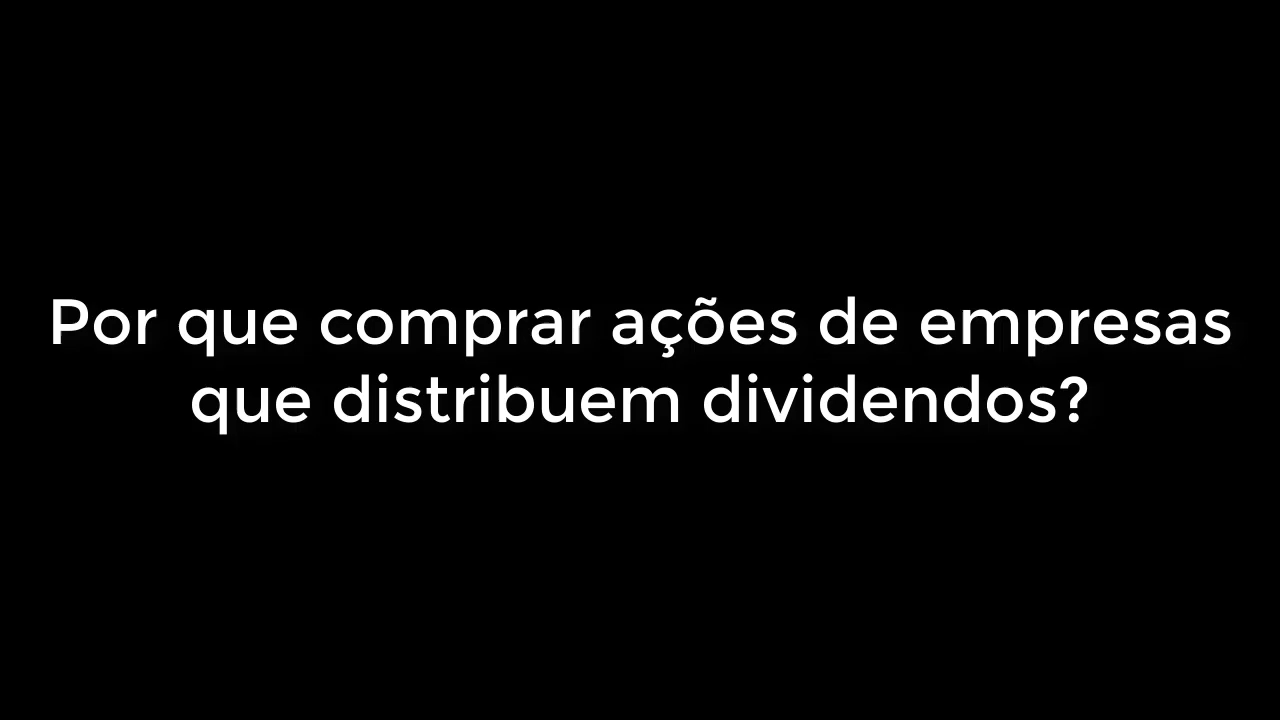 Por que comprar ações de empresas
que distribuem dividendos?